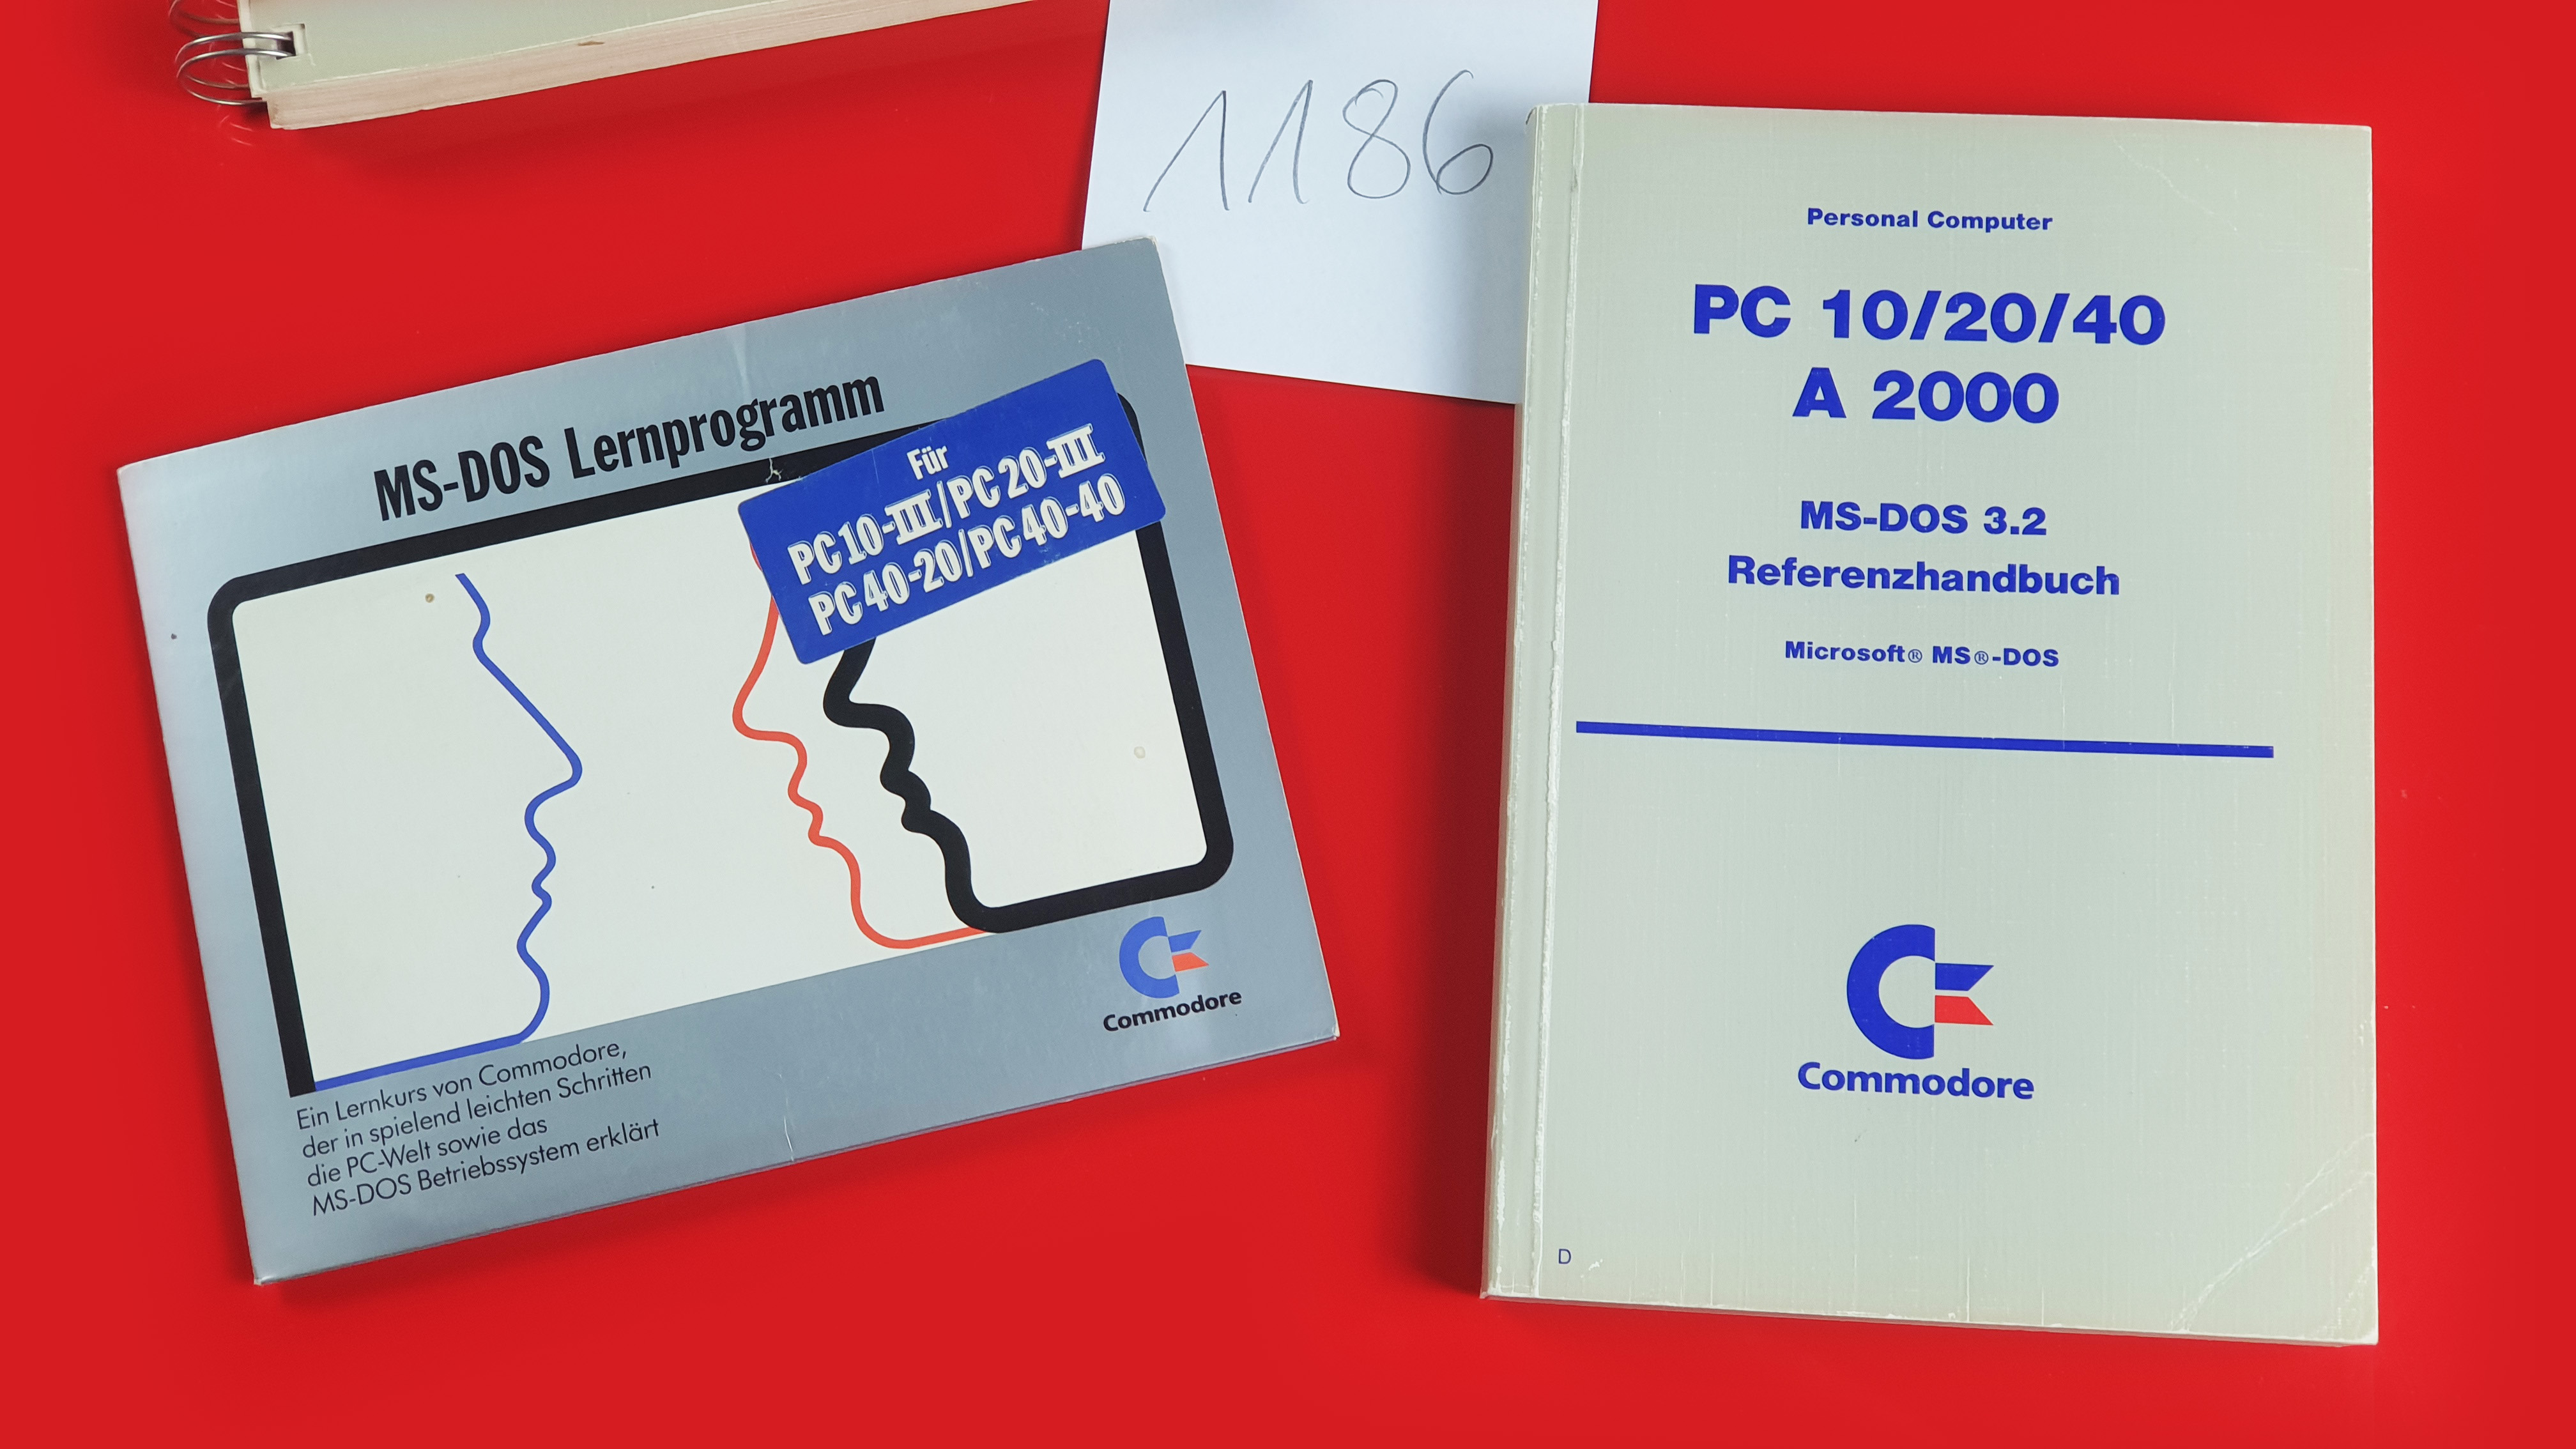 1186
MS-DOS Lernprogramm
Für
PC10-III/PC20-III
PC40-20/PC40-40
Commodore
Ein Lernkurs von Commodore,
der in spielend leichten Schritten
die PC-Welt sowie das
MS-DOS Betriebssystem erklärt
Personal Computer
PC 10/20/40
A 2000
MS-DOS 3.2
Referenzhandbuch
Microsoft® MS®-DOS
Commodore
D